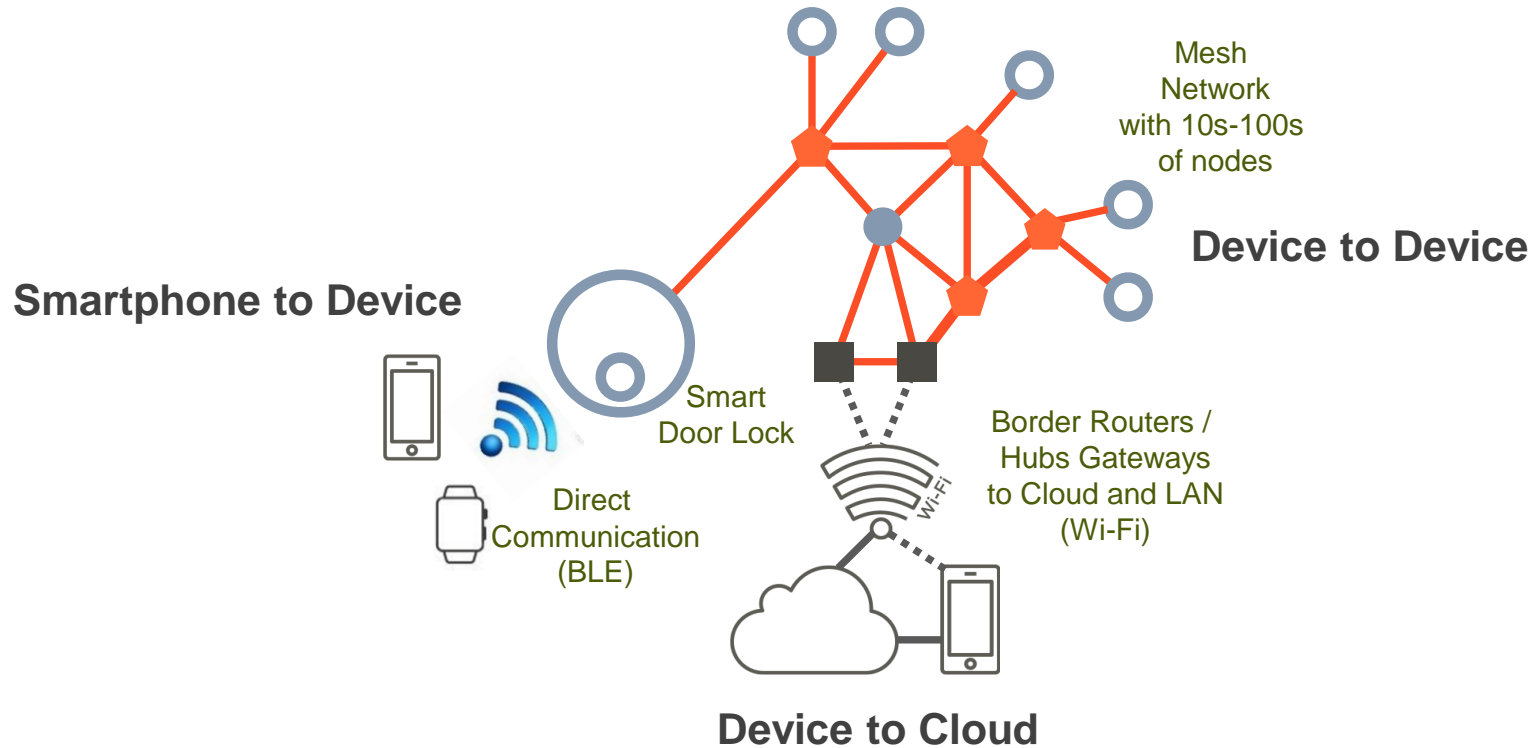 Mesh
Network
with 10s-100s
of nodes
Device to Device
Smartphone to Device
Smart
Door Lock
Direct
Communication
(BLE)
Border Routers /
Hubs Gateways
to Cloud and LAN
(Wi-Fi)
Wi-Fi
Device to Cloud